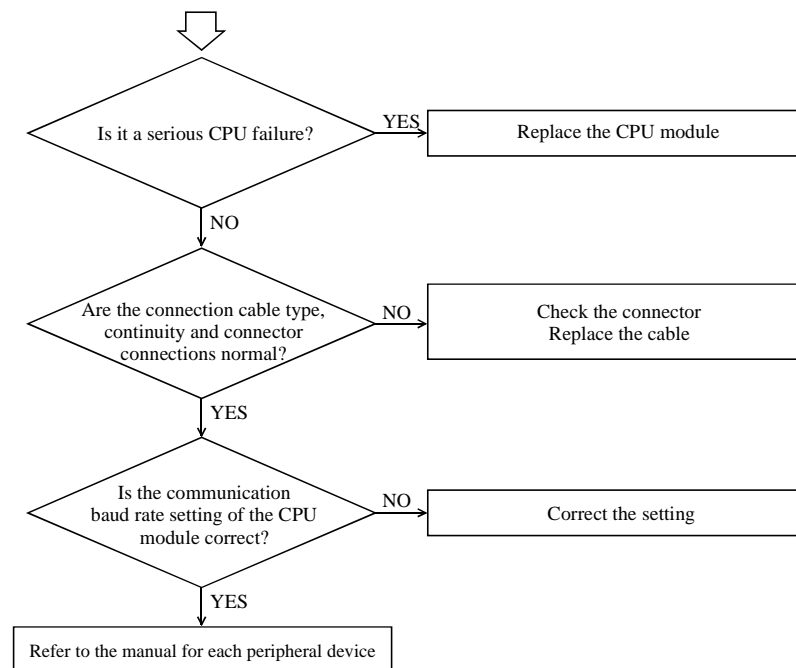 Is it a serious CPU failure?
YES
Replace the CPU module
NO
Are the connection cable type,
continuity and connector
connections normal?
NO
Check the connector
Replace the cable
YES
Is the communication
baud rate setting of the CPU
module correct?
NO
Correct the setting
YES
Refer to the manual for each peripheral device